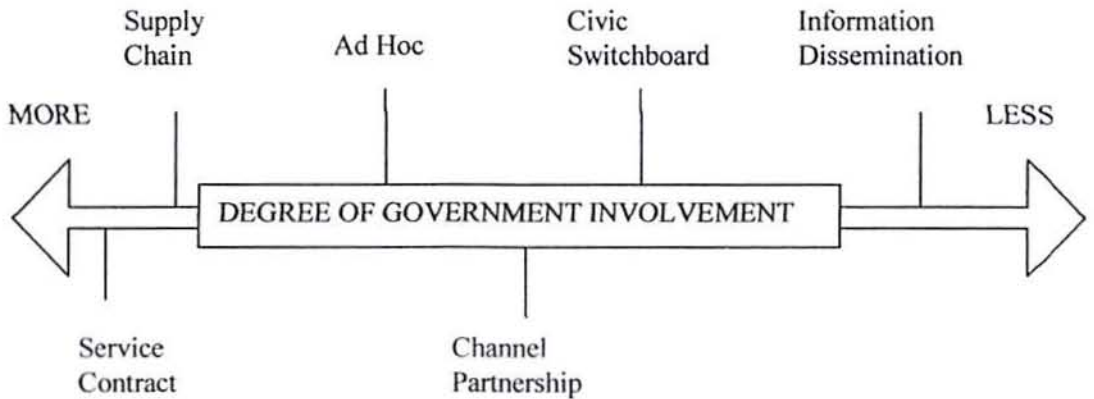 Supply
Chain
Ad Hoc
Civic
Switchboard
Information
Dissemination
MORE
LESS
DEGREE OF GOVERNMENT INVOLVEMENT
Service
Contract
Channel
Partnership